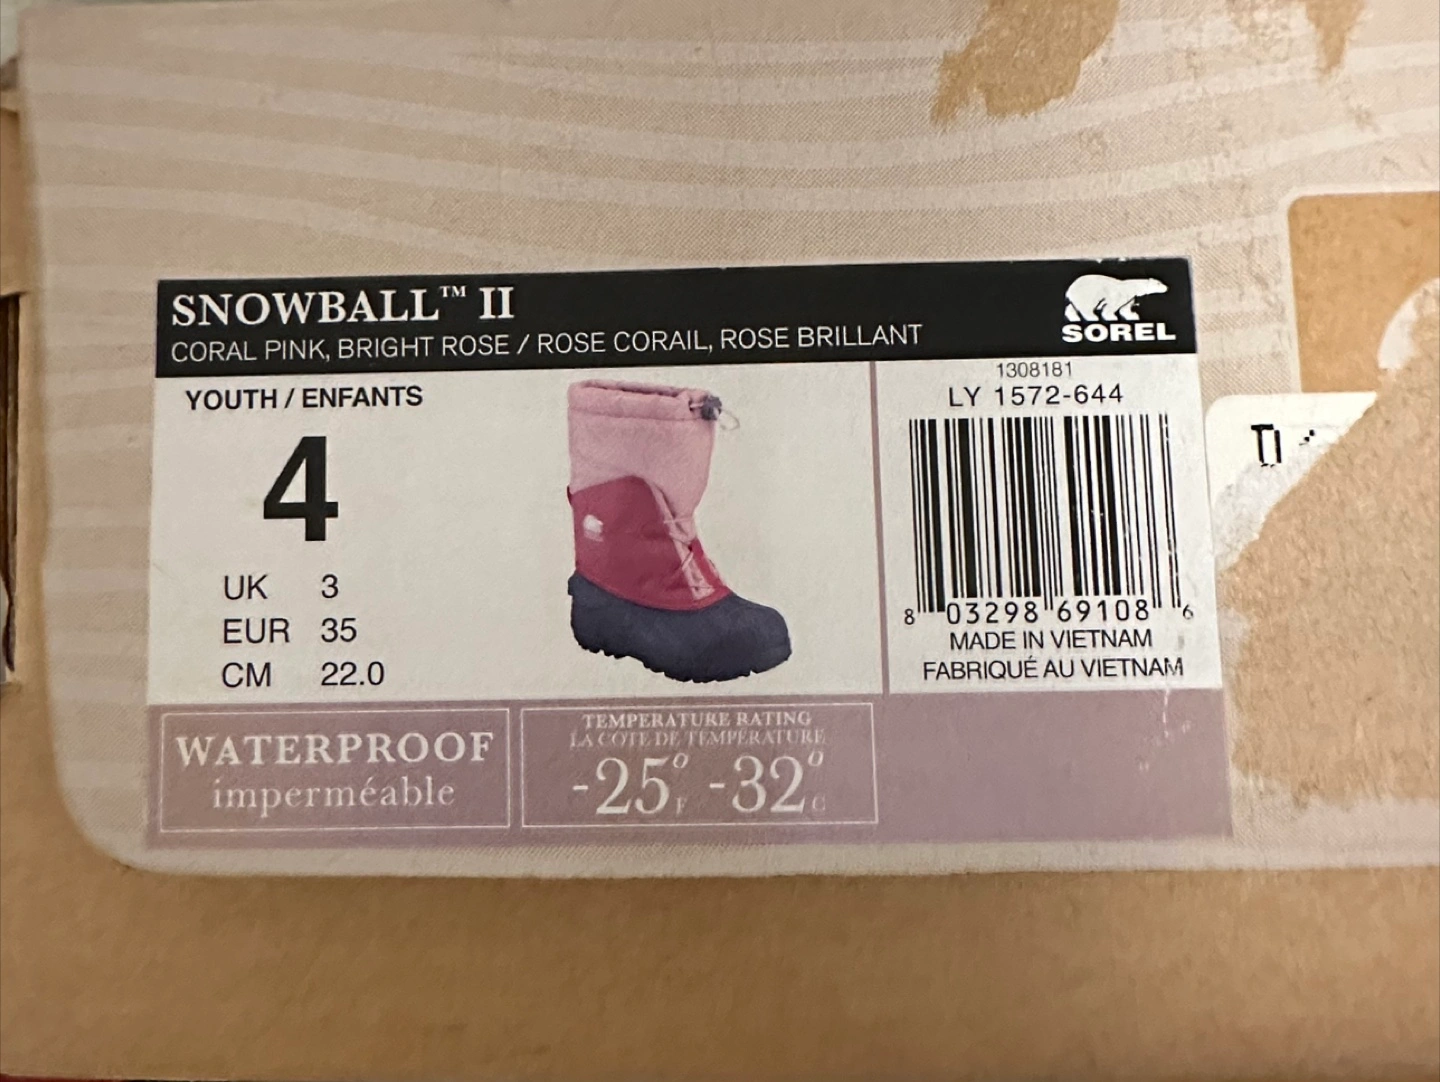 SNOWBALL™ II
CORAL PINK, BRIGHT ROSE / ROSE CORAIL, ROSE BRILLANT
SOREL
YOUTH / ENFANTS
4
UK 3
EUR 35
CM 22.0
1308181
LY 1572-644
8 03298 69108 6
MADE IN VIETNAM
FABRIQUÉ AU VIETNAM
WATERPROOF
imperméable
TEMPERATURE RATING
LA COTE DE TEMPÉRATURE
-25°F -32°C